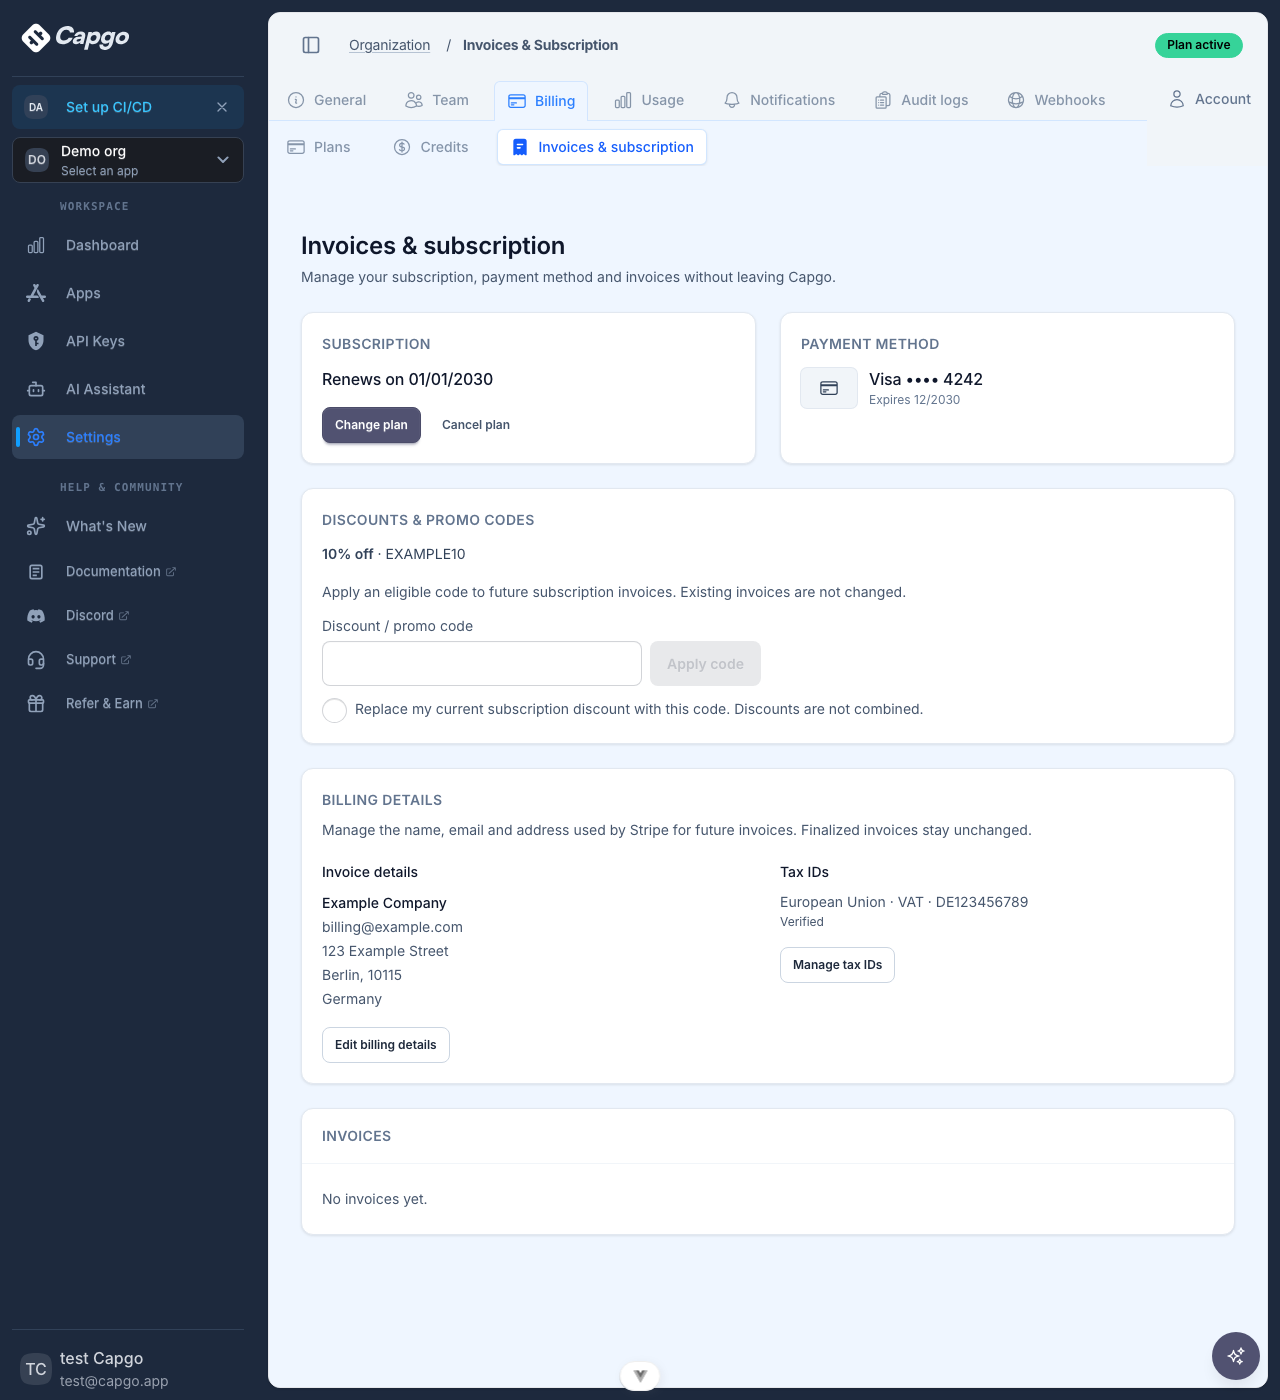 Capgo
DA
Set up CI/CD
DO
Demo org
Select an app
WORKSPACE
Dashboard
Apps
API Keys
AI Assistant
Settings
HELP & COMMUNITY
What's New
Documentation
Discord
Support
Refer & Earn
TC
test Capgo
test@capgo.app
Organization / Invoices & Subscription
Plan active
General
Team
Billing
Usage
Notifications
Audit logs
Webhooks
Account
Plans
Credits
Invoices & subscription
Invoices & subscription
Manage your subscription, payment method and invoices without leaving Capgo.
SUBSCRIPTION
Renews on 01/01/2030
Change plan
Cancel plan
PAYMENT METHOD
Visa •••• 4242
Expires 12/2030
DISCOUNTS & PROMO CODES
10% off · EXAMPLE10
Apply an eligible code to future subscription invoices. Existing invoices are not changed.
Discount / promo code
Apply code
Replace my current subscription discount with this code. Discounts are not combined.
BILLING DETAILS
Manage the name, email and address used by Stripe for future invoices. Finalized invoices stay unchanged.
Invoice details
Example Company
billing@example.com
123 Example Street
Berlin, 10115
Germany
Edit billing details
Tax IDs
European Union · VAT · DE123456789
Verified
Manage tax IDs
INVOICES
No invoices yet.